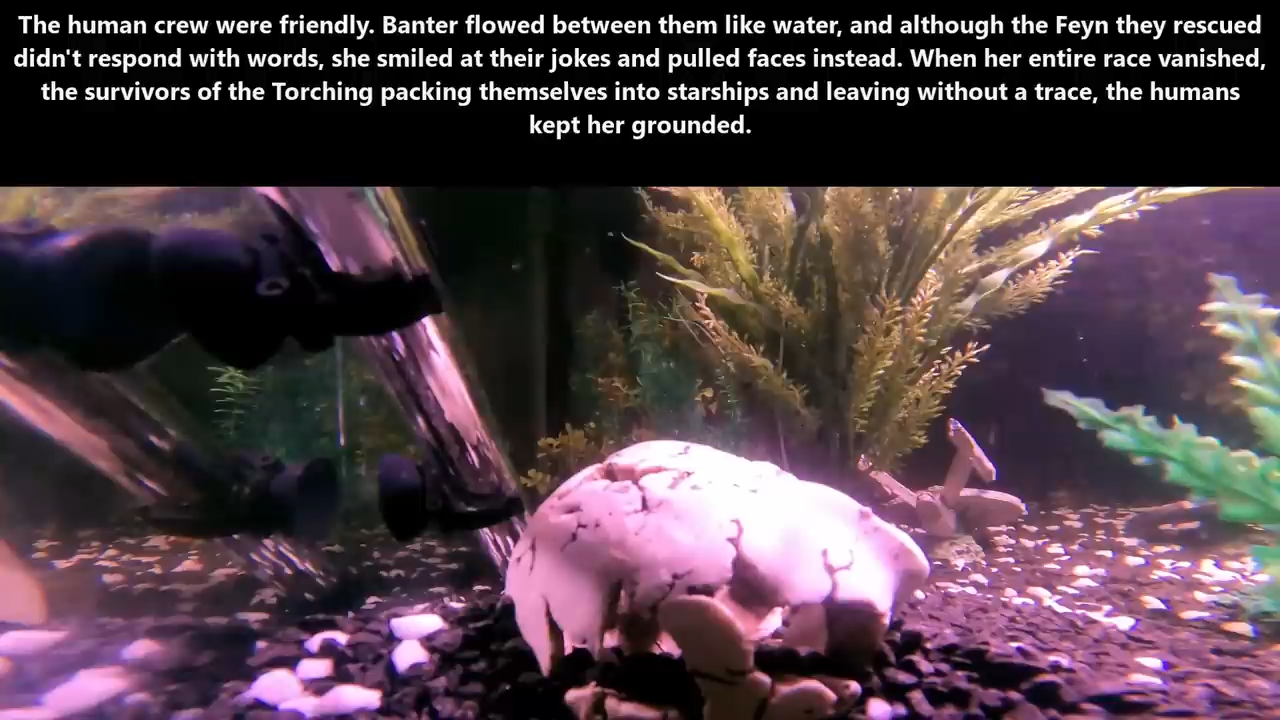 The human crew were friendly. Banter flowed between them like water, and although the Feyn they rescued
didn't respond with words, she smiled at their jokes and pulled faces instead. When her entire race vanished,
the survivors of the Torching packing themselves into starships and leaving without a trace, the humans
kept her grounded.